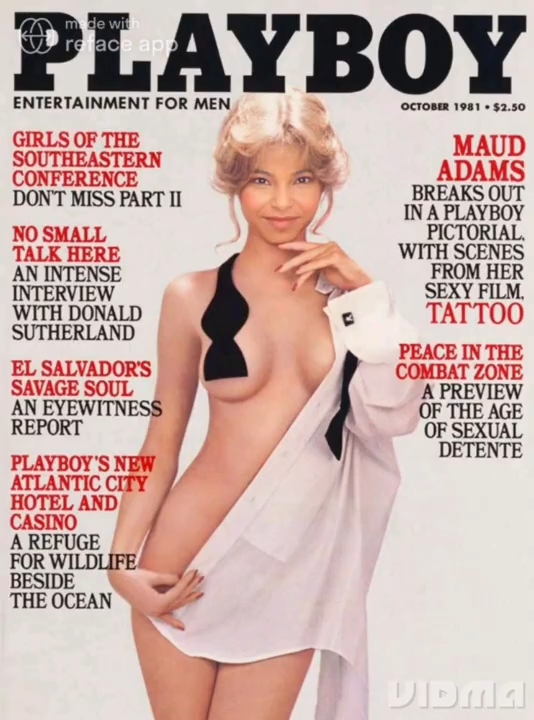 made with
reface app
PLAYBOY
ENTERTAINMENT FOR MEN
OCTOBER 1981 • $2.50
GIRLS OF THE
SOUTHEASTERN
CONFERENCE
DON'T MISS PART II
NO SMALL
TALK HERE
AN INTENSE
INTERVIEW
WITH DONALD
SUTHERLAND
EL SALVADOR'S
SAVAGE SOUL
AN EYEWITNESS
REPORT
PLAYBOY'S NEW
ATLANTIC CITY
HOTEL AND
CASINO
A REFUGE
FOR WILDLIFE
BESIDE
THE OCEAN
MAUD
ADAMS
BREAKS OUT
IN A PLAYBOY
PICTORIAL,
WITH SCENES
FROM HER
SEXY FILM,
TATTOO
PEACE IN THE
COMBAT ZONE
A PREVIEW
OF THE AGE
OF SEXUAL
DETENTE
VIDMA